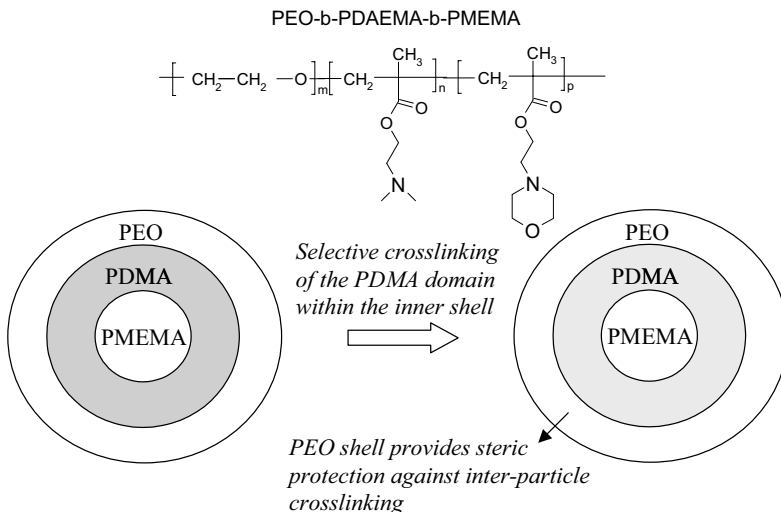 PEO-b-PDAEMA-b-PMEMA
CH₂—CH₂ —O
m
CH₂
CH₃
O
O
N
n
CH₂
CH₃
O
O
N
O
p
PEO
PDMA
PMEMA
Selective crosslinking
of the PDMA domain
within the inner shell
PEO
PDMA
PMEMA
PEO shell provides steric
protection against inter-particle
crosslinking